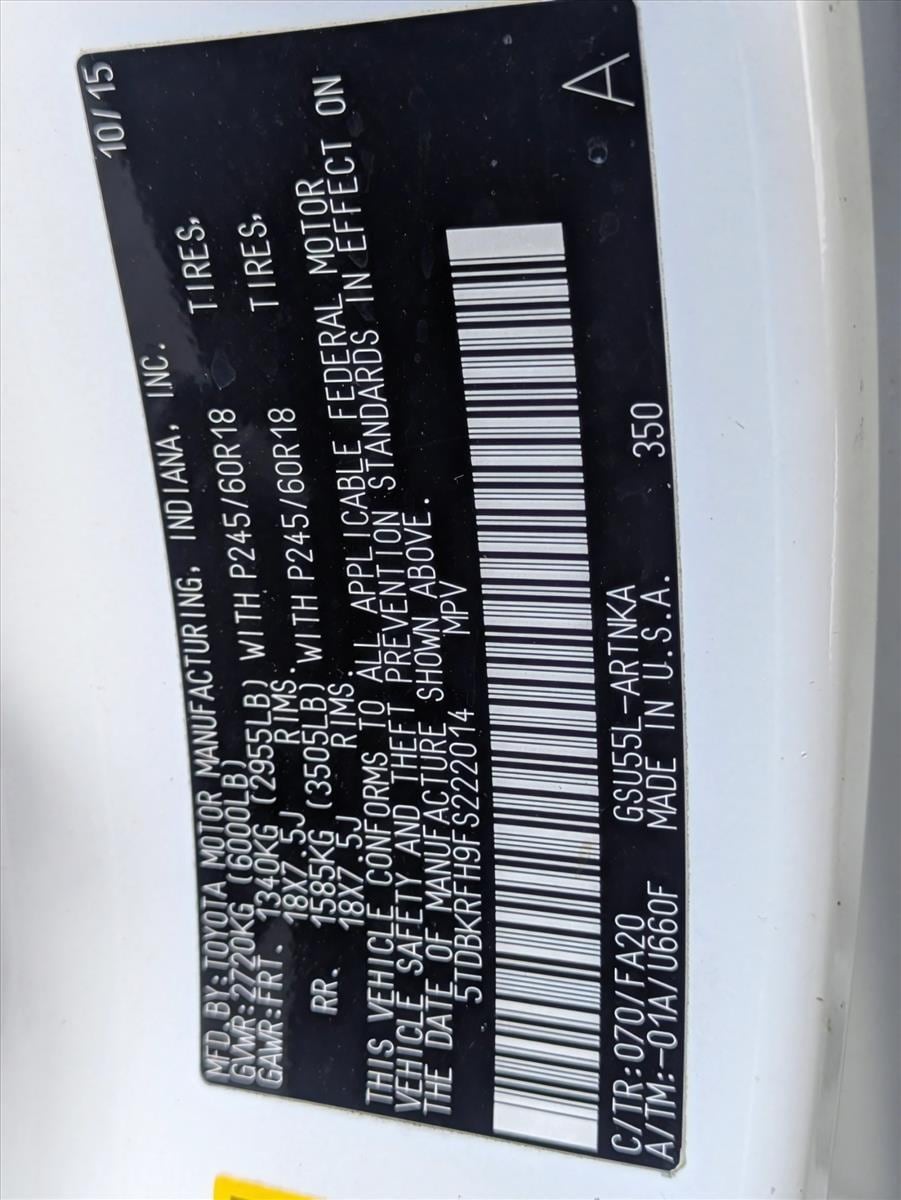 MFD. BY: TOYOTA MOTOR MANUFACTURING, INDIANA, INC. 10/15
GVWR: 2720KG (6000LB)
GAWR: FRT. 1340KG (2955LB) WITH P245/60R18 TIRES,
18X7.5J RIMS.
RR. 1585KG (3505LB) WITH P245/60R18 TIRES,
18X7.5J RIMS.
THIS VEHICLE CONFORMS TO ALL APPLICABLE FEDERAL MOTOR
VEHICLE SAFETY AND THEFT PREVENTION STANDARDS IN EFFECT ON
THE DATE OF MANUFACTURE SHOWN ABOVE.
5TDBKRFH9FS222014 MPV
C/TR: 070/FA20 GSU55L-ARTNKA 350 A
A/TM: -01A/U660F MADE IN U.S.A.